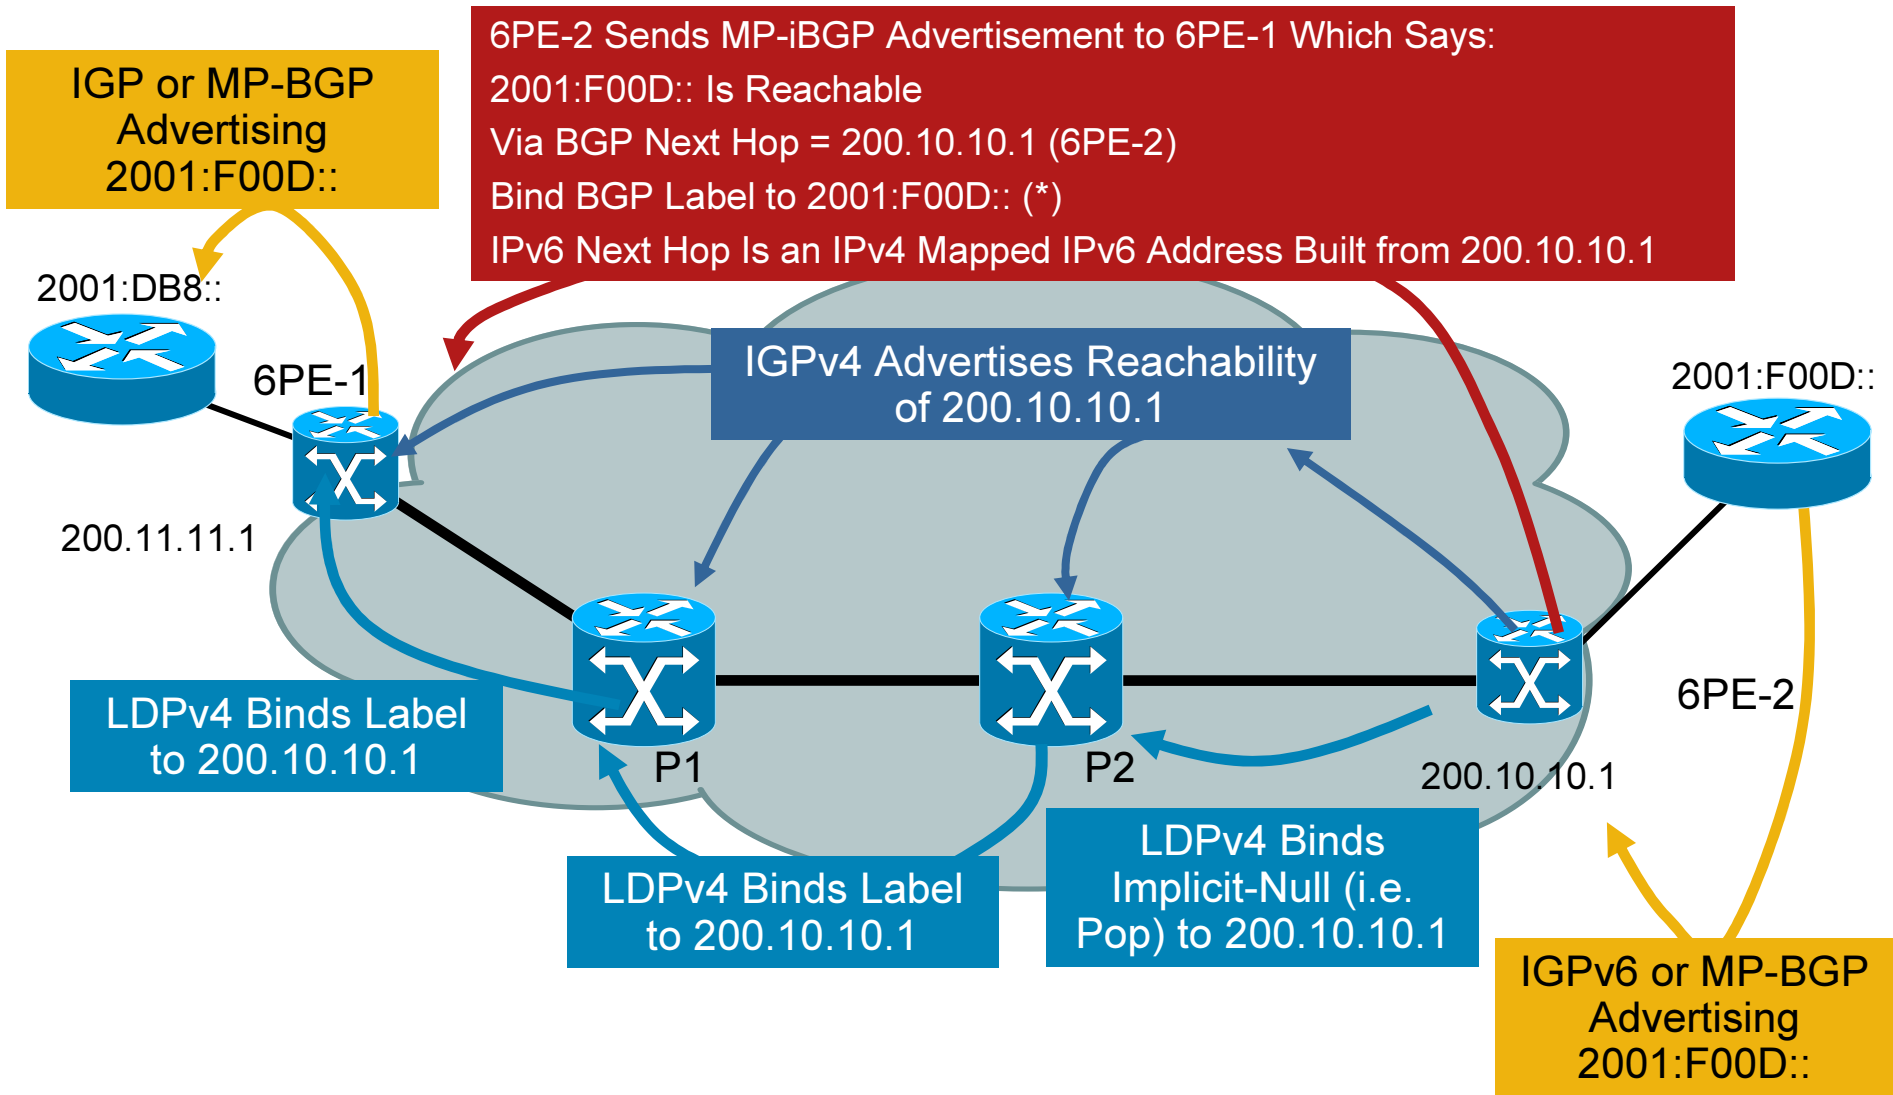 6PE-2 Sends MP-iBGP Advertisement to 6PE-1 Which Says:
2001:F00D:: Is Reachable
Via BGP Next Hop = 200.10.10.1 (6PE-2)
Bind BGP Label to 2001:F00D:: (*)
IPv6 Next Hop Is an IPv4 Mapped IPv6 Address Built from 200.10.10.1
IGP or MP-BGP
Advertising
2001:F00D::
2001:DB8::
6PE-1
200.11.11.1
IGPv4 Advertises Reachability
of 200.10.10.1
2001:F00D::
6PE-2
200.10.10.1
P1
P2
LDPv4 Binds Label
to 200.10.10.1
LDPv4 Binds Label
to 200.10.10.1
LDPv4 Binds
Implicit-Null (i.e.
Pop) to 200.10.10.1
IGPv6 or MP-BGP
Advertising
2001:F00D::